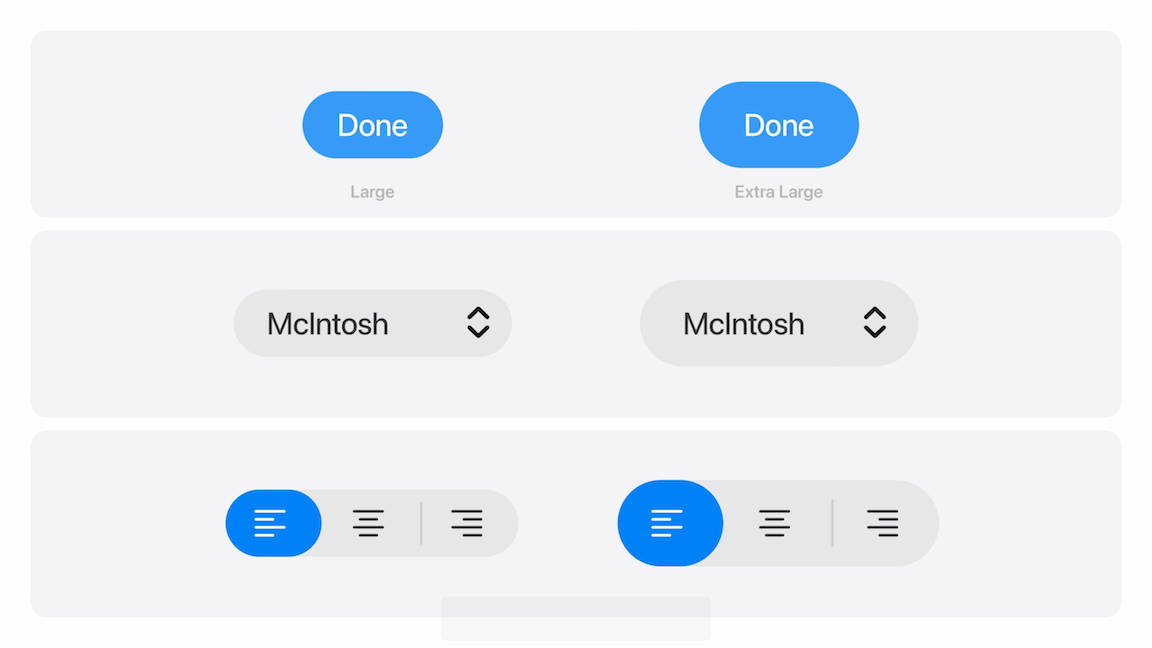 Done
Done
Large
Extra Large
McIntosh
McIntosh